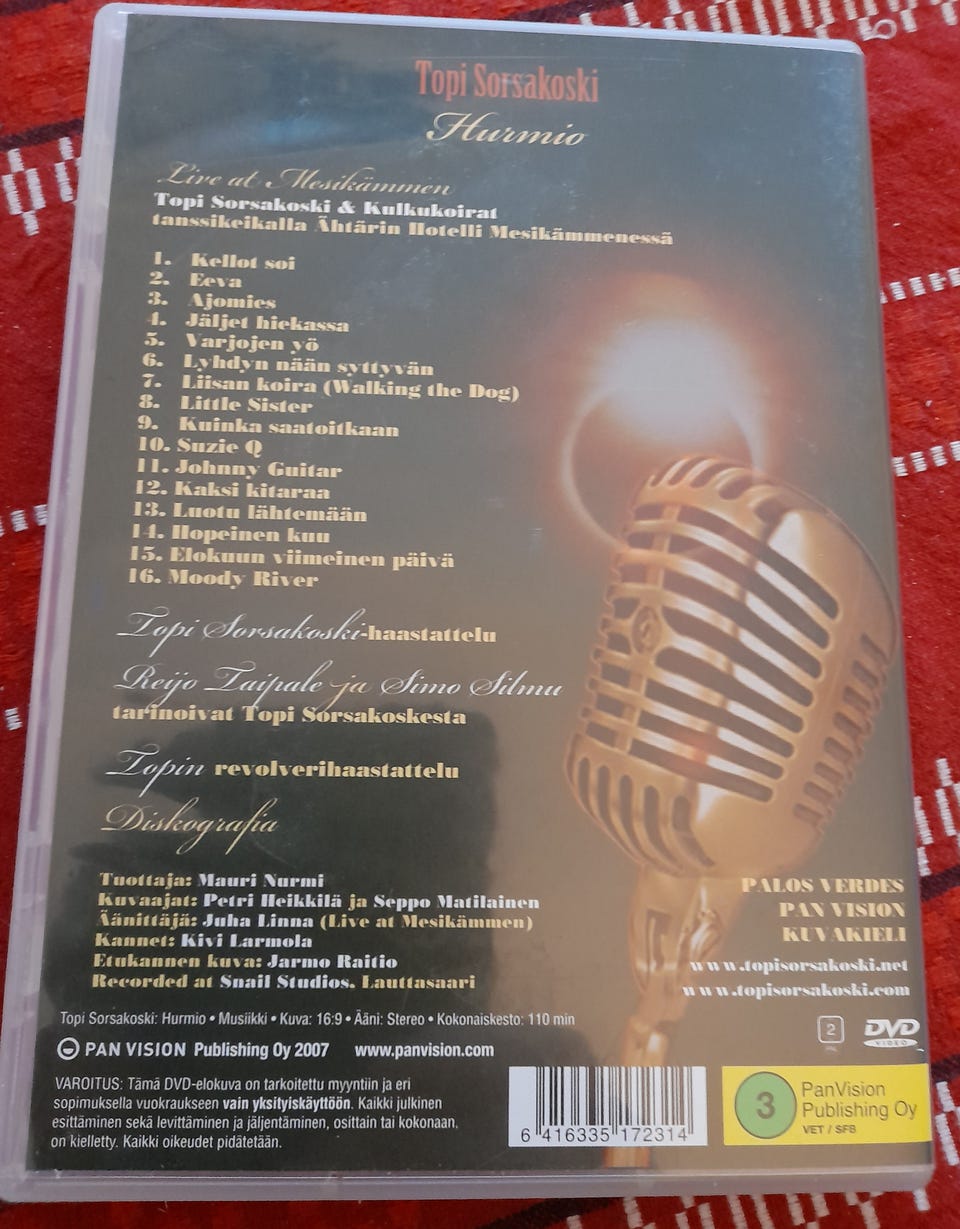 Topi Sorsakoski
Hurmio
Live at Mesikämmen
Topi Sorsakoski & Kulkukoirat
tanssikeikalla Ähtärin Hotelli Mesikämmenessä
1. Kellot soi
2. Eeva
3. Ajomies
4. Jäljet hiekassa
5. Varjojen yö
6. Lyhdyn nään syttyvän
7. Liisan koira (Walking the Dog)
8. Little Sister
9. Kuinka saatoitkaan
10. Suzie Q
11. Johnny Guitar
12. Kaksi kitaraa
13. Luotu lähtemään
14. Hopeinen kuu
15. Elokuun viimeinen päivä
16. Moody River
Topi Sorsakoski-haastattelu
Reijo Taipale ja Simo Silmu
tarinoivat Topi Sorsakoskesta
Topin revolverihaastattelu
Diskografia
Tuottaja: Mauri Nurmi
Kuvaajat: Petri Heikkilä ja Seppo Matilainen
Äänittäjä: Juha Linna (Live at Mesikämmen)
Kannet: Kivi Larmola
Etukannen kuva: Jarmo Raitio
Recorded at Snail Studios. Lauttasaari
PALOS VERDES
PAN VISION
KUVAKIELI
www.topisorsakoski.net
www.topisorsakoski.com
Topi Sorsakoski: Hurmio • Musiikki • Kuva: 16:9 • Ääni: Stereo • Kokonaiskesto: 110 min
PAN VISION Publishing Oy 2007 www.panvision.com
2
PAL
DVD
VIDEO
VAROITUS: Tämä DVD-elokuva on tarkoitettu myyntiin ja eri
sopimuksella vuokraukseen vain yksityiskäyttöön. Kaikki julkinen
esittäminen sekä levittäminen ja jäljentäminen, osittain tai kokonaan,
on kielletty. Kaikki oikeudet pidätetään.
6 416335 172314
3
PanVision
Publishing Oy
VET / SFB